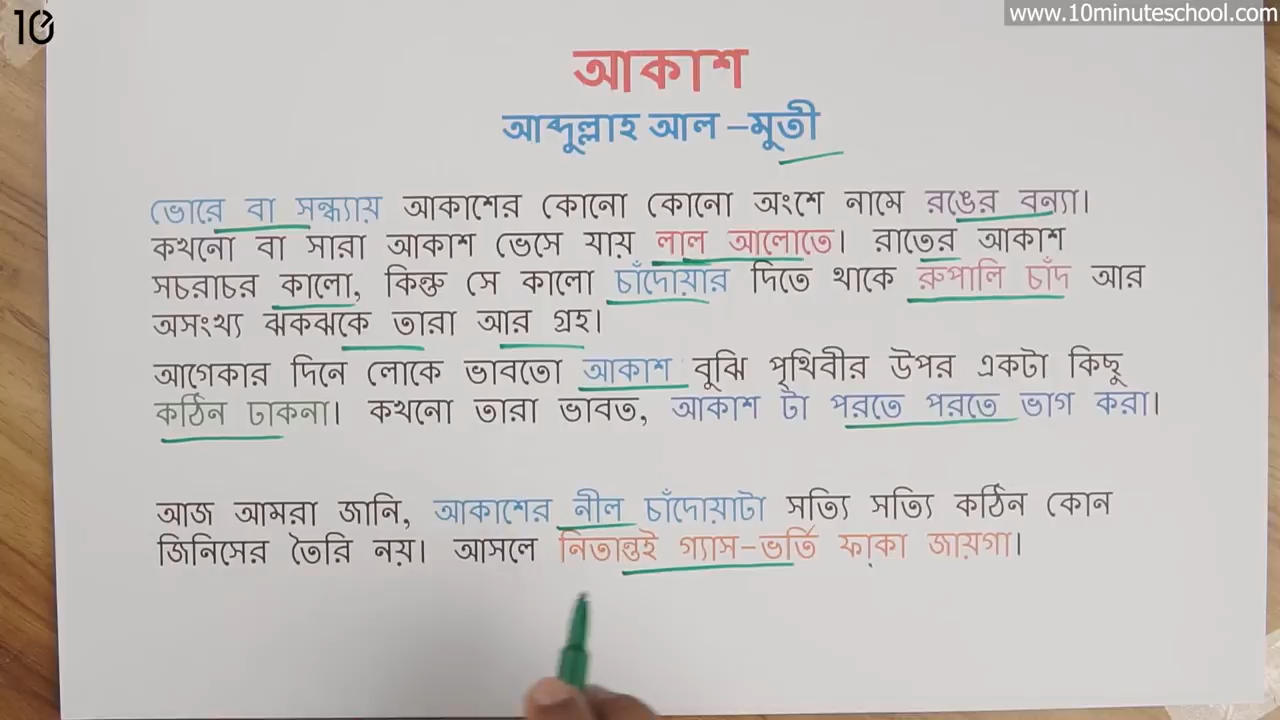 10
www.10minuteschool.com
আকাশ
আব্দুল্লাহ আল –মুতী
ভোরে বা সন্ধ্যায় আকাশের কোনো কোনো অংশে নামে রঙের বন্যা।
কখনো বা সারা আকাশ ভেসে যায় লাল আলোতে। রাতের আকাশ
সচরাচর কালো, কিন্তু সে কালো চাঁদোয়ার দিতে থাকে রুপালি চাঁদ আর
অসংখ্য ঝকঝকে তারা আর গ্রহ।
আগেকার দিনে লোকে ভাবতো আকাশ বুঝি পৃথিবীর উপর একটা কিছু
কঠিন ঢাকনা। কখনো তারা ভাবত, আকাশ টা পরতে পরতে ভাগ করা।
আজ আমরা জানি, আকাশের নীল চাঁদোয়াটা সত্যি সত্যি কঠিন কোন
জিনিসের তৈরি নয়। আসলে নিতান্তই গ্যাস-ভর্তি ফাকা জায়গা।